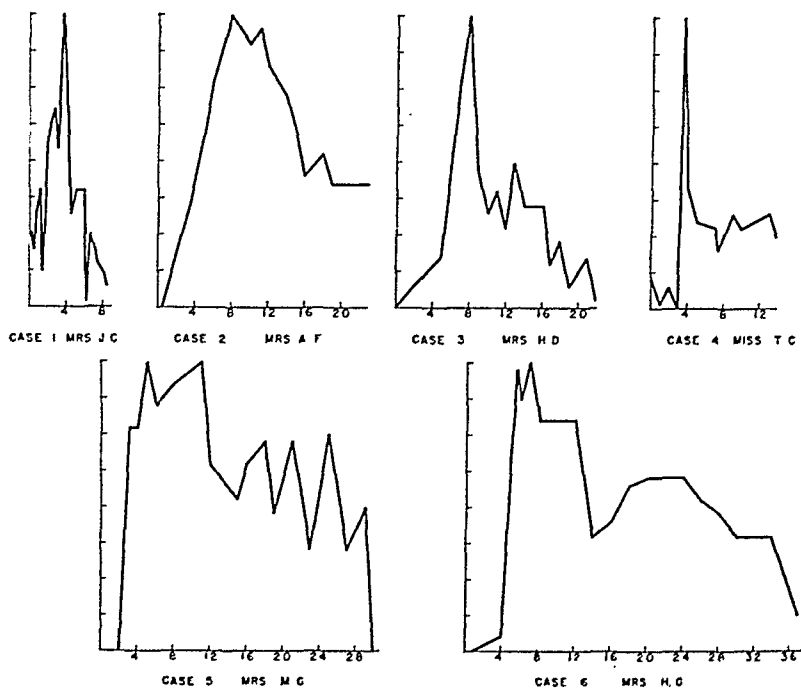 4 8
4 8 12 16 20
4 8 12 16 20
4 8 12
CASE 1 MRS J C
CASE 2 MRS A F
CASE 3 MRS H D
CASE 4 MISS T C
4 8 12 16 20 24 28
4 8 12 16 20 24 28 32 36
CASE 5 MRS M C
CASE 6 MRS H. G